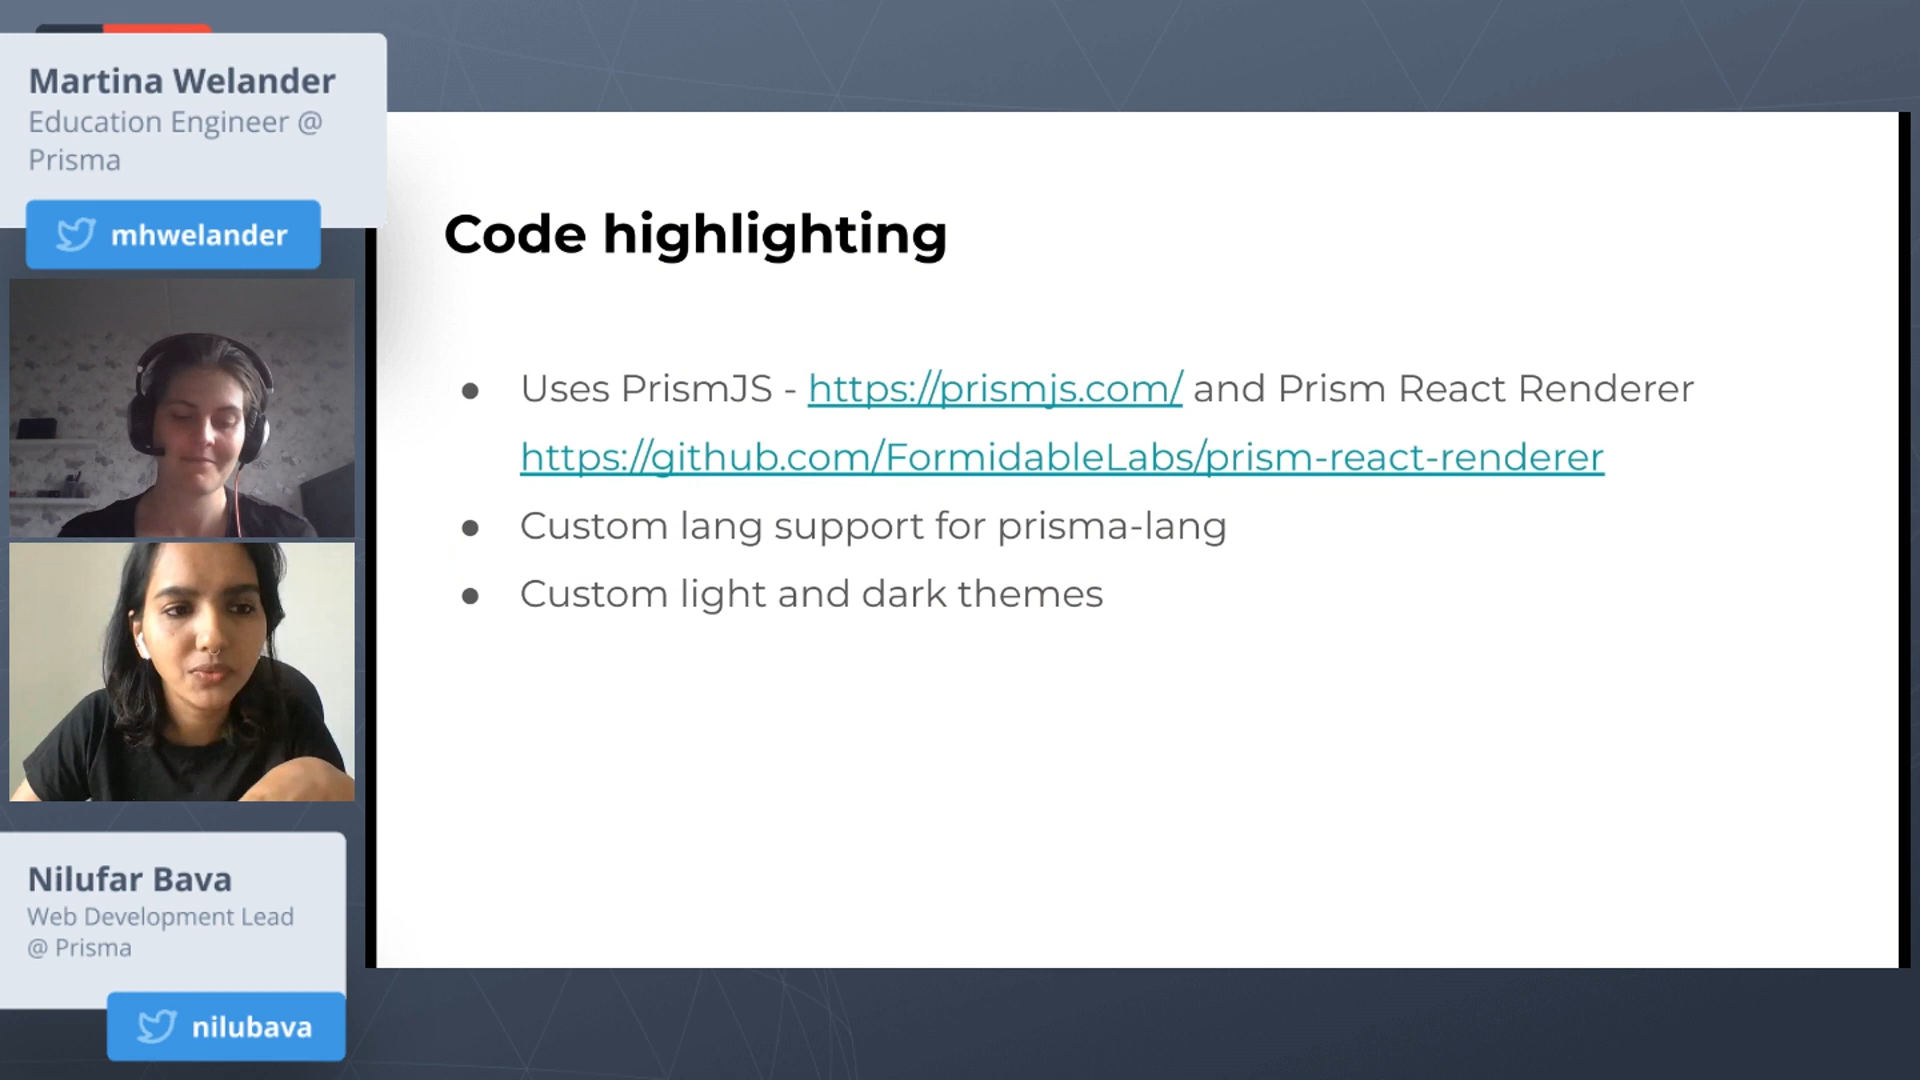 Martina Welander
Education Engineer @
Prisma
mhwelander
Code highlighting
● Uses PrismJS - https://prismjs.com/ and Prism React Renderer
https://github.com/FormidableLabs/prism-react-renderer
● Custom lang support for prisma-lang
● Custom light and dark themes
Nilufar Bava
Web Development Lead
@ Prisma
nilubava